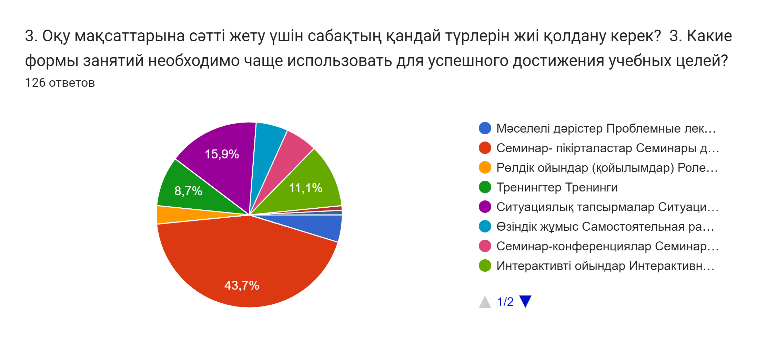 3. Оқу мақсаттарына сәтті жету үшін сабақтың қандай түрлерін жиі қолдану керек?  3. Какие
формы занятий необходимо чаще использовать для успешного достижения учебных целей?
126 ответов
Мәселелі дәрістер Проблемные лек…
Семинар- пікірталастар Семинары д…
Рөлдік ойындар (қойылымдар) Роле…
Тренингтер Тренинги
Ситуациялық тапсырмалар Ситуаци…
Өзіндік жұмыс Самостоятельная ра…
Семинар-конференциялар Семинар…
Интерактивті ойындар Интерактивн…
1/2
15,9%
8,7%
11,1%
43,7%